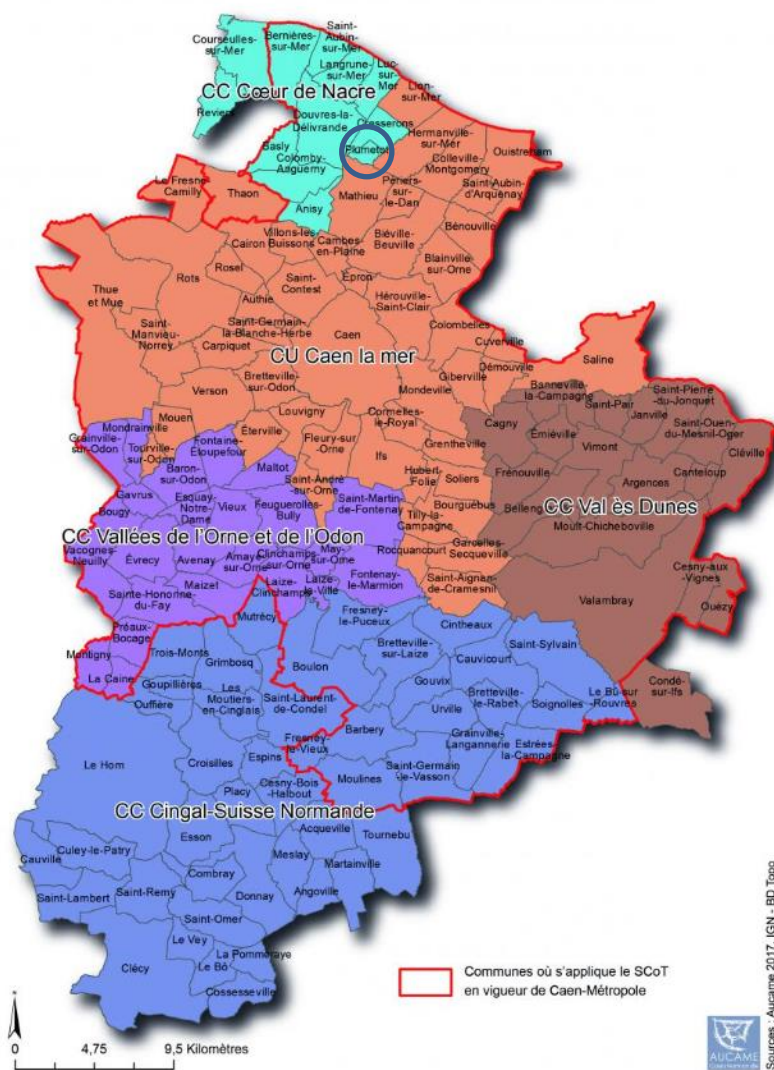 Courseulles-
sur-Mer
Bernières-
sur-Mer
Saint-
Aubin-
sur-Mer
Langrune-
sur-Mer
Luc-
sur-
Mer
Lion-
sur-Mer
CC Cœur de Nacre
Reviers
Douvres-la-
Délivrande
Cresserons
Plumetot
Basly
Colomby-
Anguerny
Anisy
Hermanville-
sur-Mer
Ouistreham
Colleville-
Montgomery
Saint-Aubin-
d'Arquenay
Périers-
sur-
le-Dan
Mathieu
Le Fresne-
Camilly
Thaon
Bénouville
Biéville-
Beuville
Blainville-
sur-Orne
Villons-les-
Buissons
Cairon
Cambes-
en-Plaine
Thue
et Mue
Rots
Rosel
Saint-
Contest
Épron
Authie
Hérouville-
Saint-Clair
Saint-
Manvieu-
Norrey
Saint-Germain-
la-Blanche-Herbe
Carpiquet
Caen
Colombelles
Cuverville
CU Caen la mer
Démouville
Saline
Giberville
Verson
Bretteville-
sur-Odon
Mondeville
Banneville-
la-Campagne
Saint-Pair
Janville
Saint-Pierre
-du-Jonquet
Saint-Ouen-
du-Mesnil-Oger
Cléville
Mouen
Louvigny
Cormelles-
le-Royal
Cagny
Émiéville
Vimont
Mondrainville
Grainville-
sur-Odon
Tourville-
sur-Odon
Fontaine-
Étoupefour
Éterville
Fleury-sur
-Orne
Ifs
Grentheville
Canteloup
Argences
Frénouville
Baron-
sur-Odon
Maltot
Hubert-
Folie
Soliers
Saint-André-
sur-Orne
Saint-Martin-
de-Fontenay
Bourguébus
Belleng
CC Val ès Dunes
Moult-Chicheboville
Gavrus
Bougy
Esquay-
Notre-
Dame
Vieux
Feuguerolles-
Bully
Tilly-la-
Campagne
CC Vallées de l'Orne et de l'Odon
Garcelles-
Secqueville
Rocquancourt
Vacognes-
Neuilly
Évrecy
Avenay
Amayé-
sur-Orne
Clinchamps-
sur-Orne
May-
sur-Orne
Laize-
Clinchamps
Laize-
la-Ville
Fontenay-
le-Marmion
Saint-Aignan-
de-Cramesnil
Cesny-aux
-Vignes
Ouézy
Valambray
Maizet
Sainte-Honorine-
du-Fay
Préaux-
Bocage
Montigny
La Caine
Mutrécy
Fresney-
le-Puceux
Cintheaux
Trois-Monts
Grimbosq
Boulon
Bretteville-
sur-Laize
Cauvicourt
Saint-Sylvain
Goupillières
Ouffière
Les
Moutiers-
en-Cinglais
Saint-Laurent-
de-Condel
Gouvix
Urville
Bretteville-
le-Rabet
Soignolles
Le Bû-sur
-Rouvres
Condé-
sur-Ifs
Fresney-
le-Vieux
Barbery
Grainville-
Langannerie
Estrées-
la-Campagne
Le Hom
Croisilles
Espins
Saint-Germain
-le-Vasson
Moulines
Placy
Cesny-Bois
-Halbout
CC Cingal-Suisse Normande
Acqueville
Tournebu
Esson
Meslay
Martainville
Cauville
Culey-le-Patry
Combray
Angoville
Saint-Lambert
Saint-Remy
Donnay
Saint-Omer
Le Vey
La Pommeraye
Clécy
Le Bô
Cossesseville
Communes où s'applique le SCoT
en vigueur de Caen-Métropole
0 4,75 9,5 Kilomètres
AUCAME
Sources : Aucame 2017, IGN - BD Topo